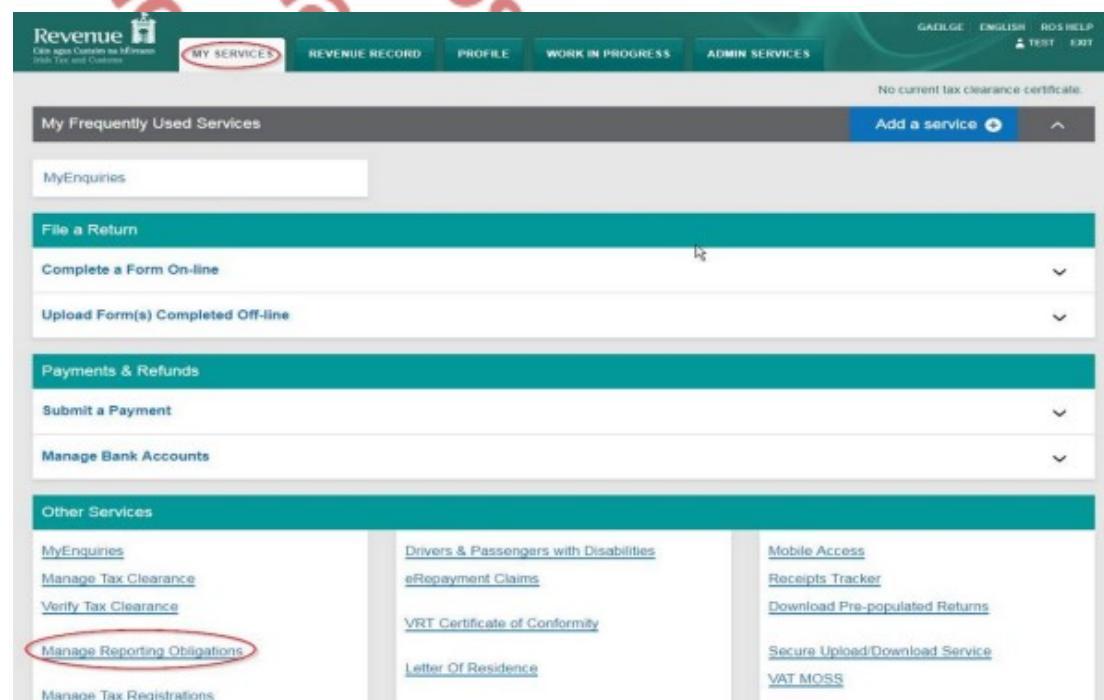 Revenue
Cáin agus Custaim na hÉireann
Irish Tax and Customs
MY SERVICES
REVENUE RECORD
PROFILE
WORK IN PROGRESS
ADMIN SERVICES
GAEILGE ENGLISH ROS HELP
TEST EXIT
No current tax clearance certificate.
My Frequently Used Services
Add a service
MyEnquiries
File a Return
Complete a Form On-line
Upload Form(s) Completed Off-line
Payments & Refunds
Submit a Payment
Manage Bank Accounts
Other Services
MyEnquiries
Manage Tax Clearance
Verify Tax Clearance
Manage Reporting Obligations
Manage Tax Registrations
Drivers & Passengers with Disabilities
eRepayment Claims
VRT Certificate of Conformity
Letter Of Residence
Mobile Access
Receipts Tracker
Download Pre-populated Returns
Secure Upload/Download Service
VAT MOSS